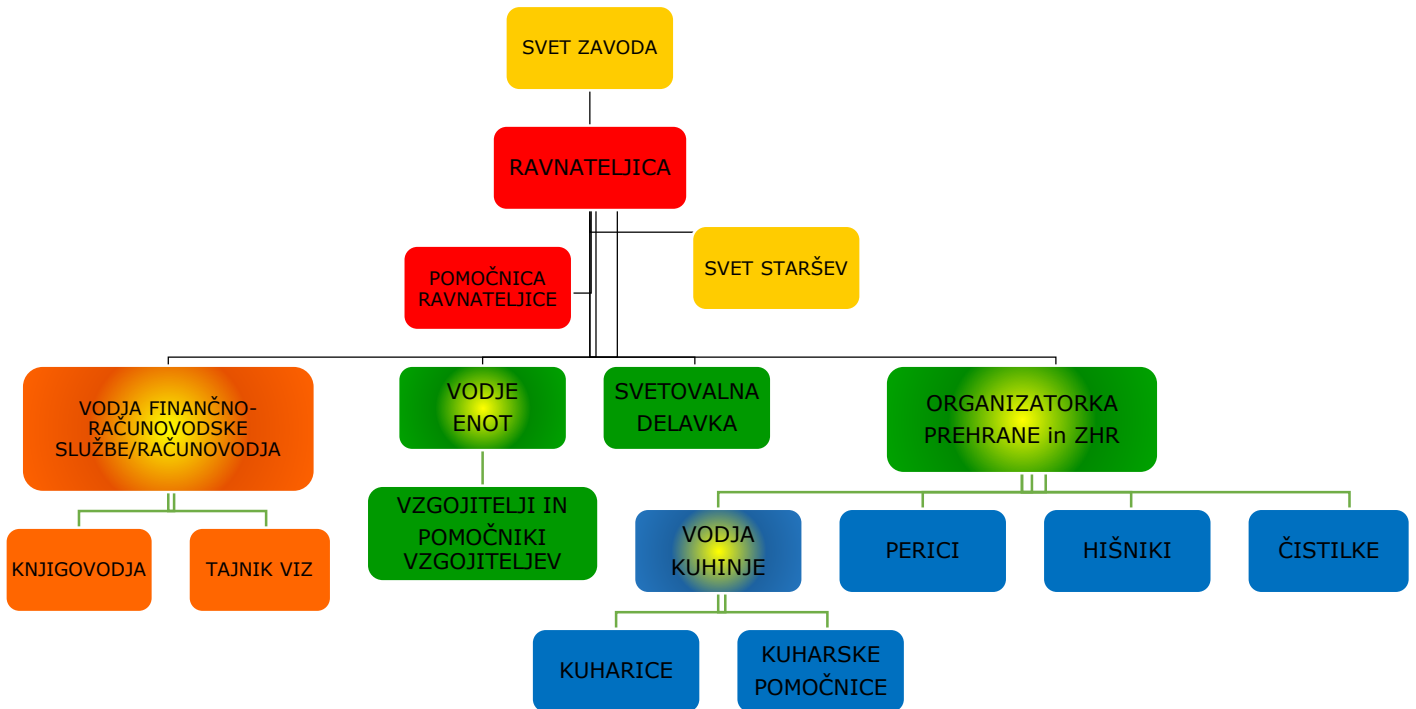 SVET ZAVODA
RAVNATELJICA
SVET STARŠEV
POMOČNICA
RAVNATELJICE
VODJA FINANČNO-
RAČUNOVODSKE
SLUŽBE/RAČUNOVODJA
VODJE
ENOT
SVETOVALNA
DELAVKA
ORGANIZATORKA
PREHRANE in ZHR
KNJIGOVODJA
TAJNIK VIZ
VZGOJITELJI IN
POMOČNIKI
VZGOJITELJEV
VODJA
KUHINJE
PERICI
HIŠNIKI
ČISTILKE
KUHARICE
KUHARSKE
POMOČNICE